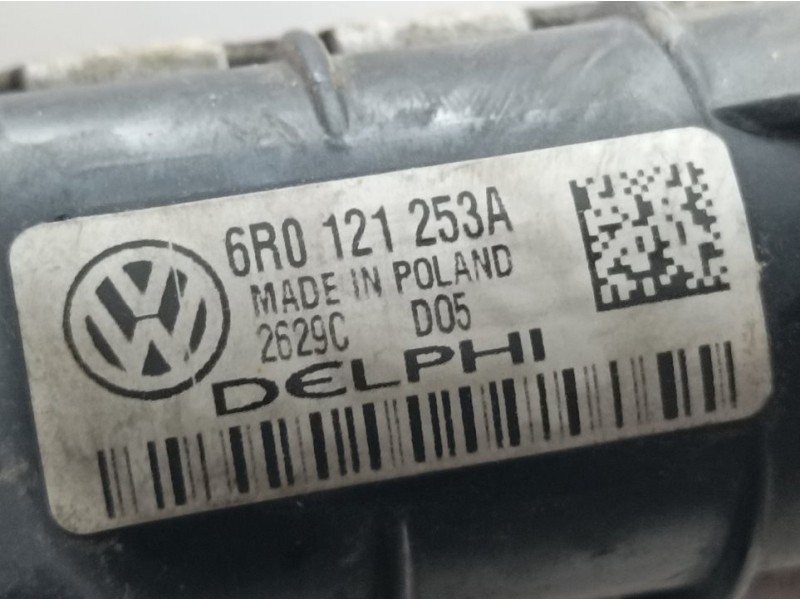 6R0 121 253A
MADE IN POLAND
2629C D05
DELPHI